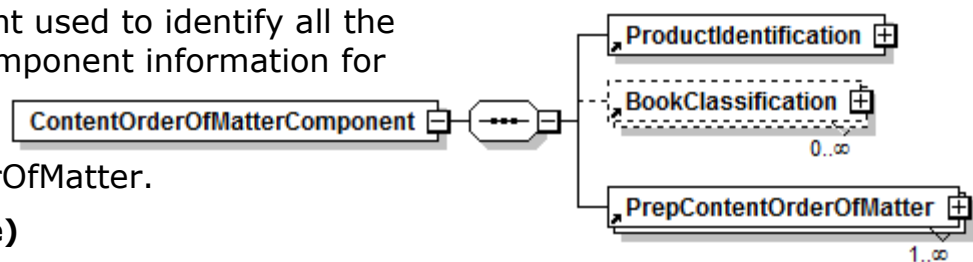 nt used to identify all the
mponent information for
ContentOrderOfMatterComponent
rOfMatter.
e)
ProductIdentification
BookClassification
0..∞
PrepContentOrderOfMatter
1..∞